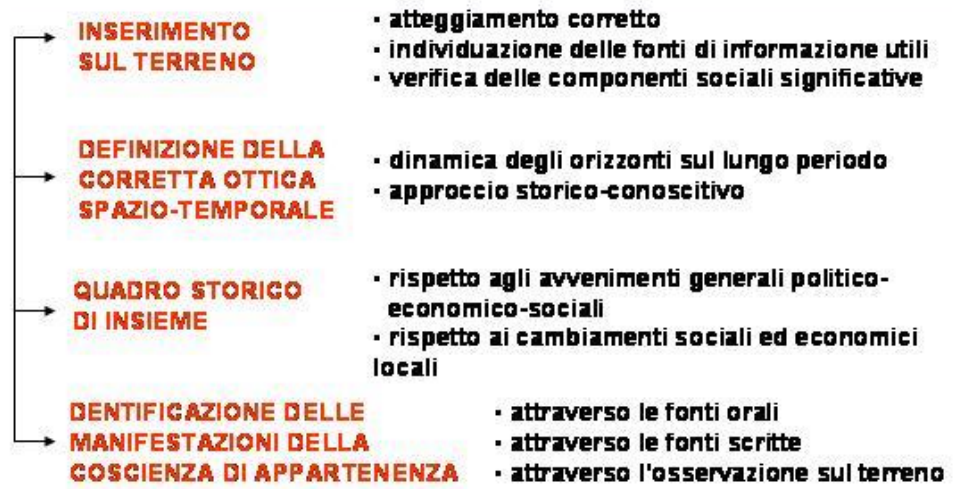 INSERIMENTO
SUL TERRENO
- atteggiamento corretto
- individuazione delle fonti di informazione utili
- verifica delle componenti sociali significative
DEFINIZIONE DELLA
CORRETTA OTTICA
SPAZIO-TEMPORALE
- dinamica degli orizzonti sul lungo periodo
- approccio storico-conoscitivo
QUADRO STORICO
DI INSIEME
- rispetto agli avvenimenti generali politico-
economico-sociali
- rispetto ai cambiamenti sociali ed economici
locali
DENTIFICAZIONE DELLE
MANIFESTAZIONI DELLA
COSCIENZA DI APPARTENENZA
- attraverso le fonti orali
- attraverso le fonti scritte
- attraverso l'osservazione sul terreno